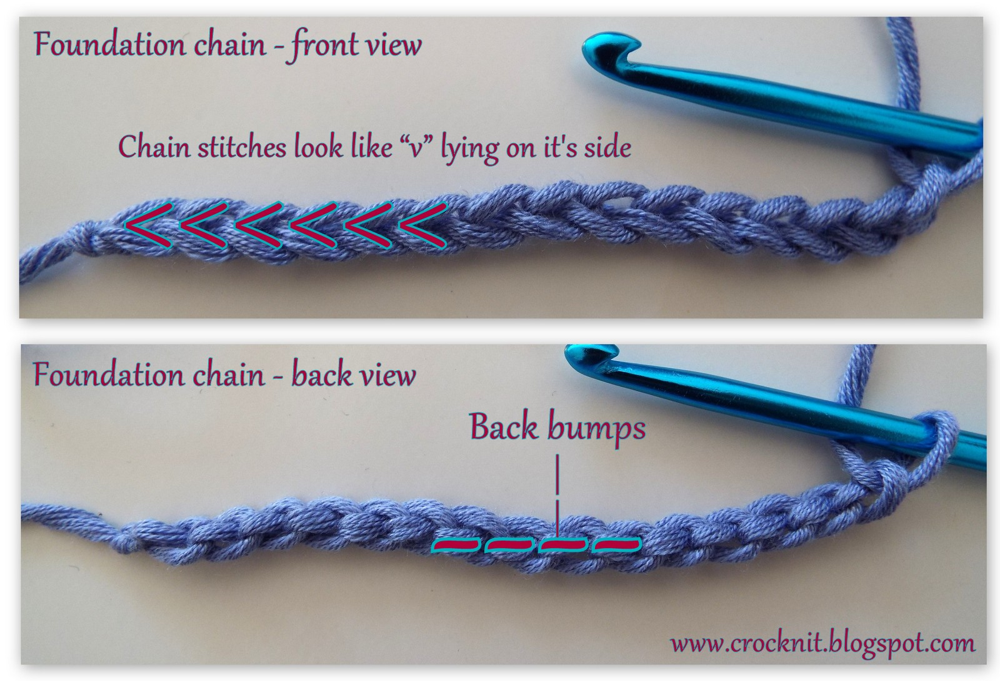 Foundation chain - front view
Chain stitches look like “v” lying on it's side
Foundation chain - back view
Back bumps
www.crocknit.blogspot.com